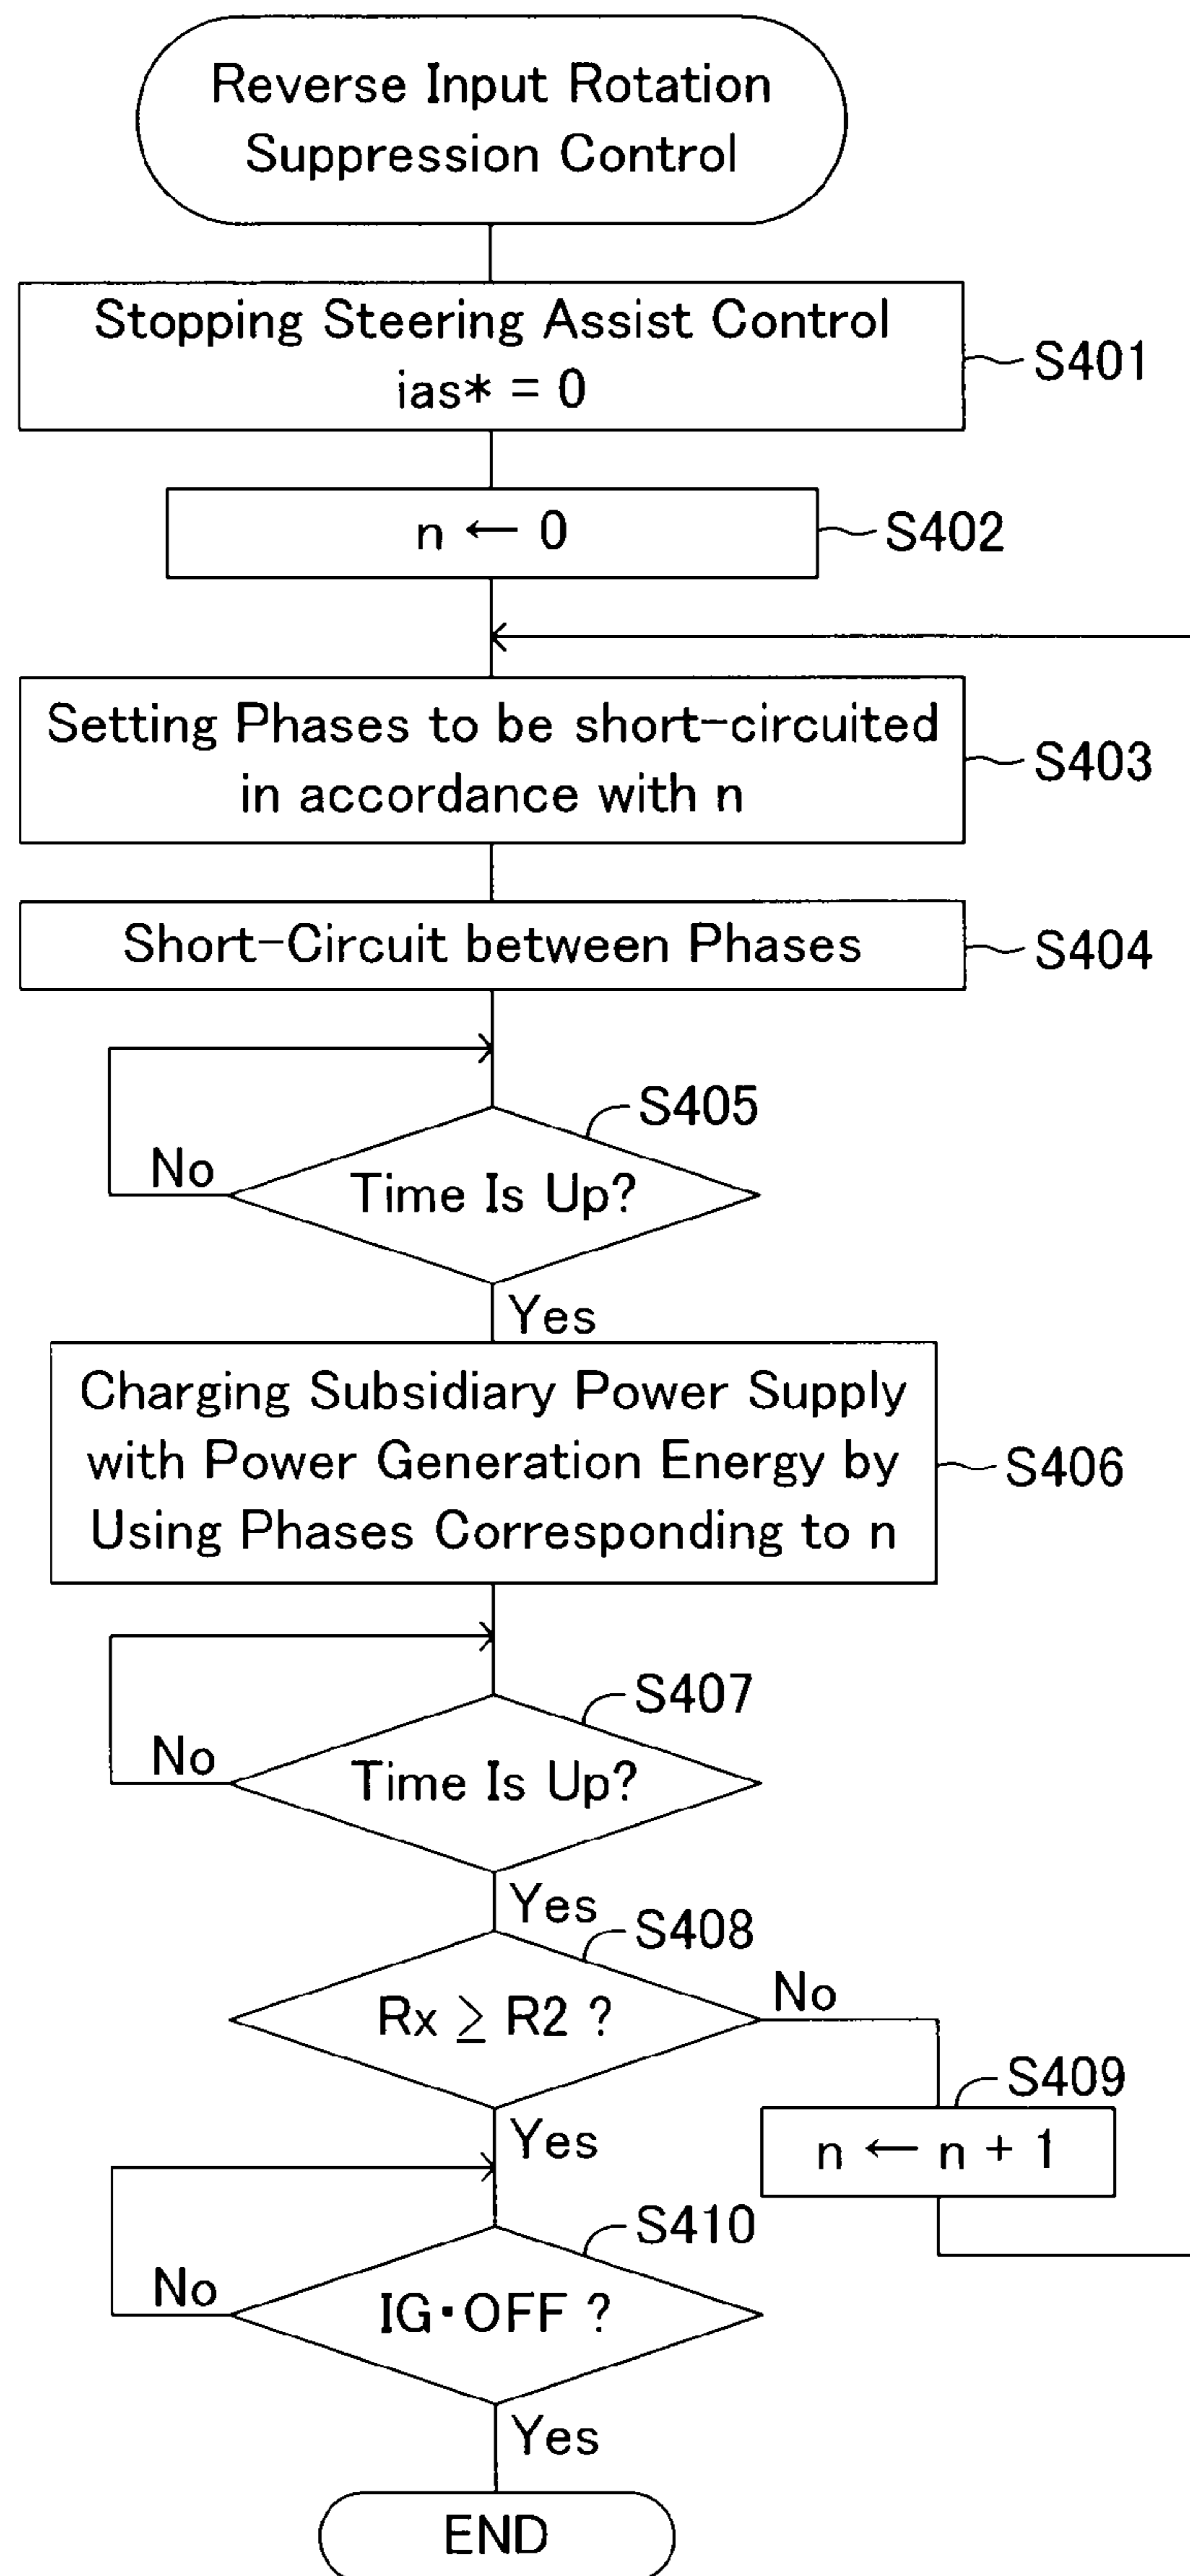 Reverse Input Rotation
Suppression Control
Stopping Steering Assist Control
ias* = 0
S401
n ← 0
S402
Setting Phases to be short-circuited
in accordance with n
S403
Short-Circuit between Phases
S404
S405
No
Time Is Up?
Yes
Charging Subsidiary Power Supply
with Power Generation Energy by
Using Phases Corresponding to n
S406
S407
No
Time Is Up?
Yes
S408
Rx ≥ R2 ?
No
S409
n ← n + 1
Yes
S410
No
IG・OFF ?
Yes
END